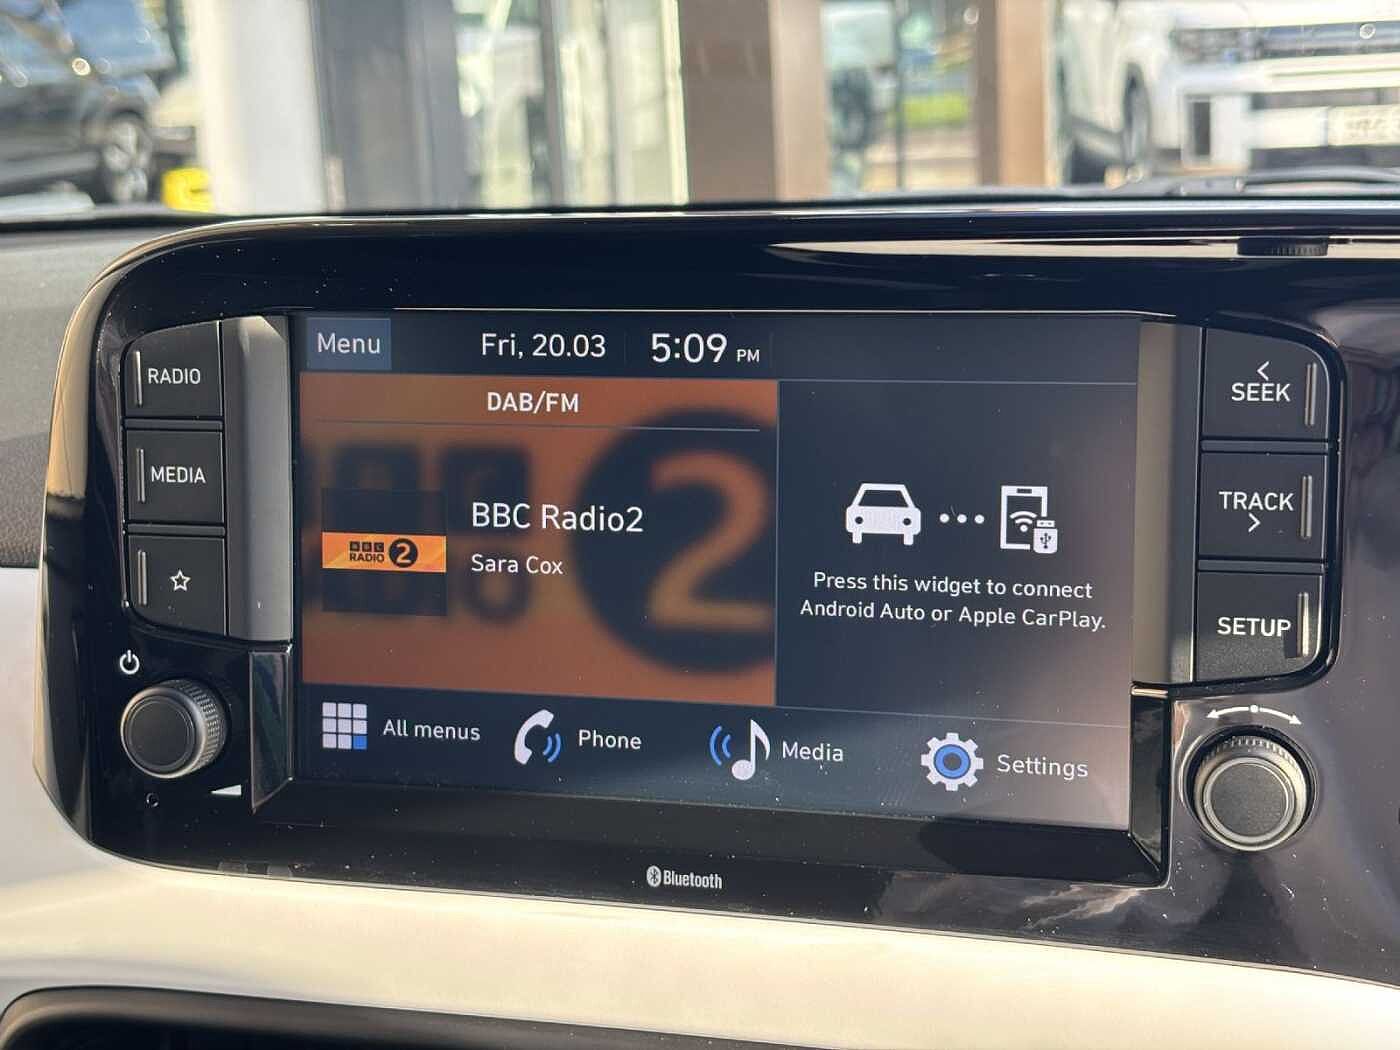 Menu
Fri, 20.03
5:09 PM
RADIO
MEDIA
DAB/FM
BBC
RADIO 2
BBC Radio2
Sara Cox
2
Press this widget to connect
Android Auto or Apple CarPlay.
All menus
Phone
Media
Settings
< SEEK
TRACK >
SETUP
Bluetooth